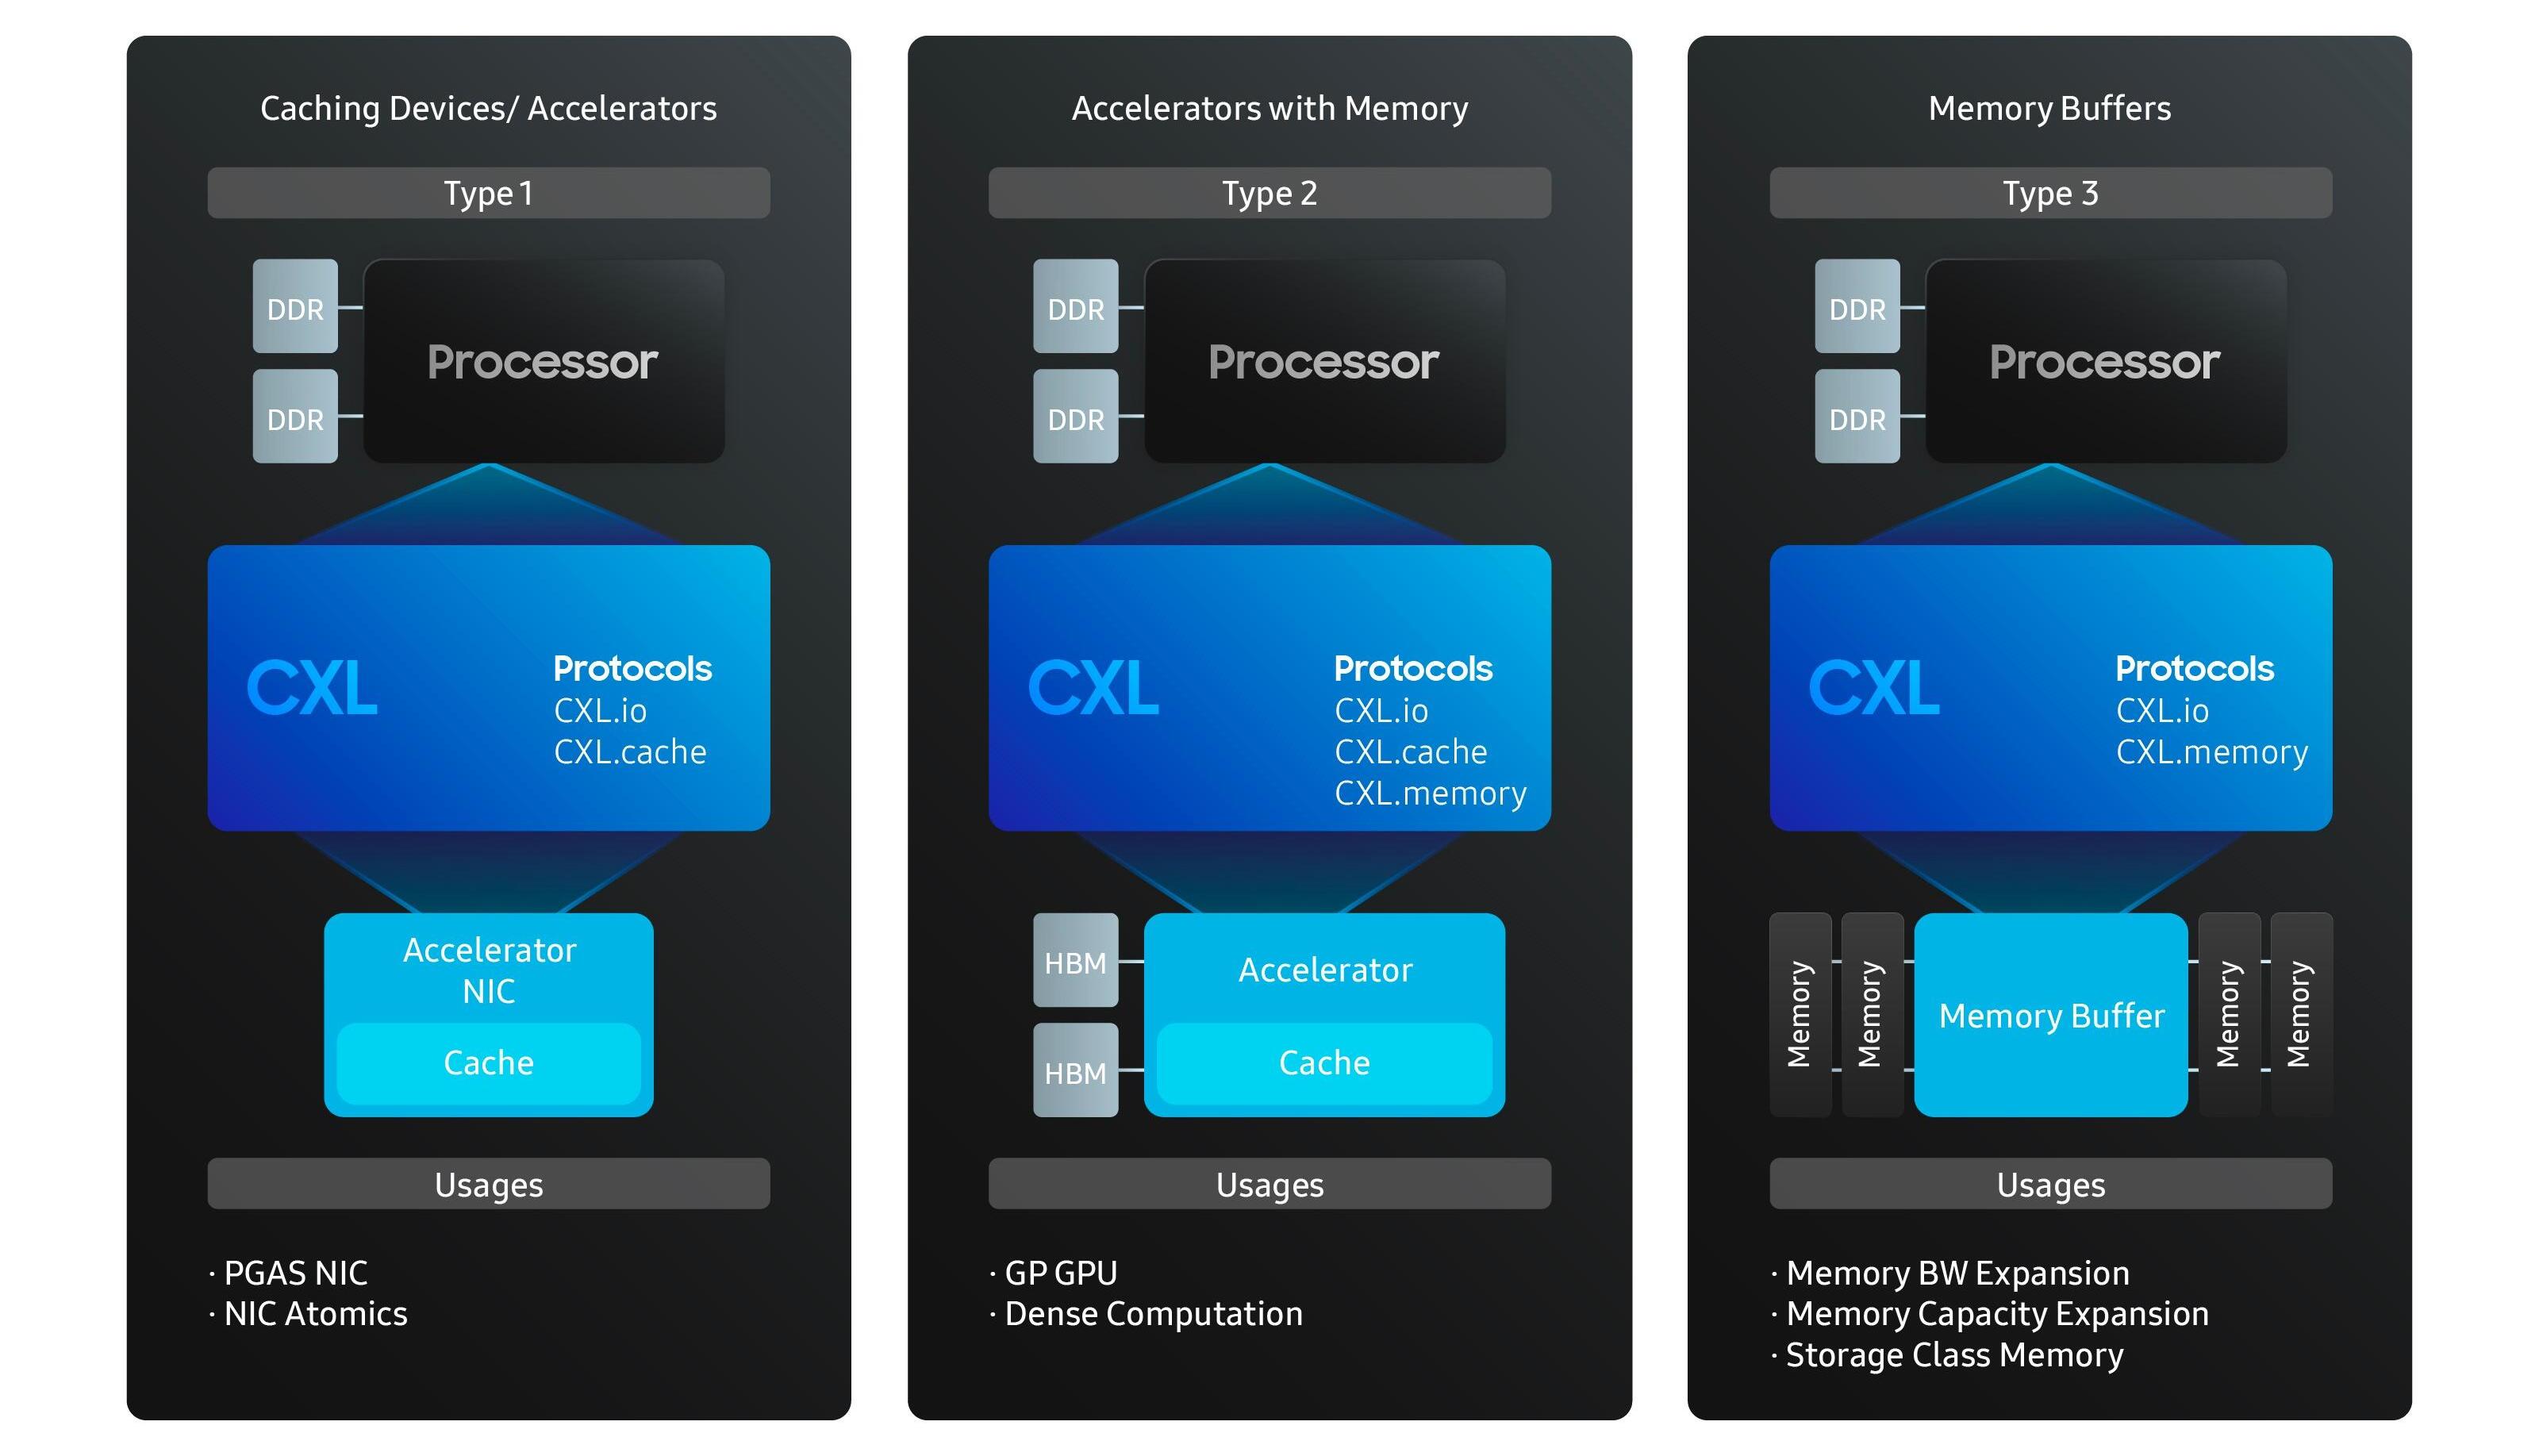 Caching Devices/ Accelerators
Type 1
DDR
DDR
Processor
CXL
Protocols
CXL.io
CXL.cache
Accelerator
NIC
Cache
Usages
· PGAS NIC
· NIC Atomics
Accelerators with Memory
Type 2
DDR
DDR
Processor
CXL
Protocols
CXL.io
CXL.cache
CXL.memory
HBM
HBM
Accelerator
Cache
Usages
· GP GPU
· Dense Computation
Memory Buffers
Type 3
DDR
DDR
Processor
CXL
Protocols
CXL.io
CXL.memory
Memory
Memory
Memory Buffer
Memory
Memory
Usages
· Memory BW Expansion
· Memory Capacity Expansion
· Storage Class Memory